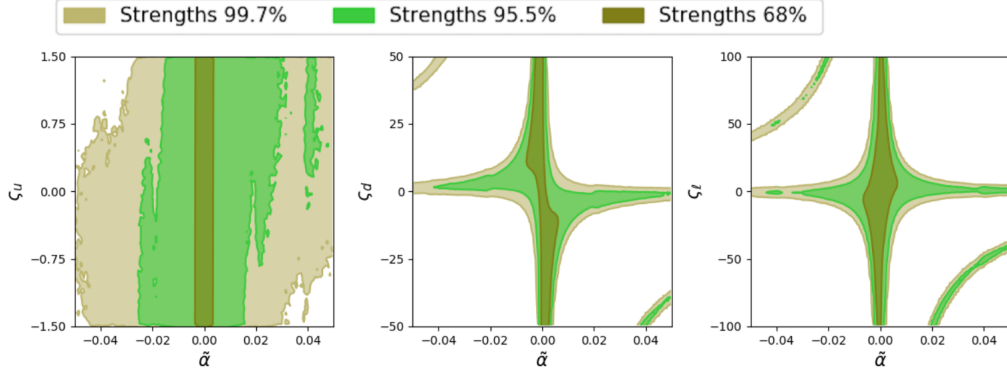 Strengths 99.7% Strengths 95.5% Strengths 68%
1.50 0.75 0.00 −0.75 −1.50
ς_u
−0.04 −0.02 0.00 0.02 0.04
α̃
50 25 0 −25 −50
ς_d
−0.04 −0.02 0.00 0.02 0.04
α̃
100 50 0 −50 −100
ς_ℓ
−0.04 −0.02 0.00 0.02 0.04
α̃